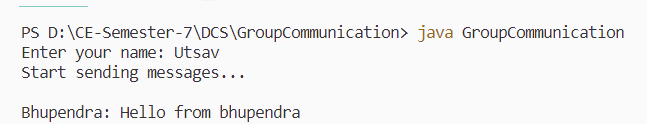 PS D:\CE-Semester-7\DCS\GroupCommunication> java GroupCommunication
Enter your name: Utsav
Start sending messages...
Bhupendra: Hello from bhupendra